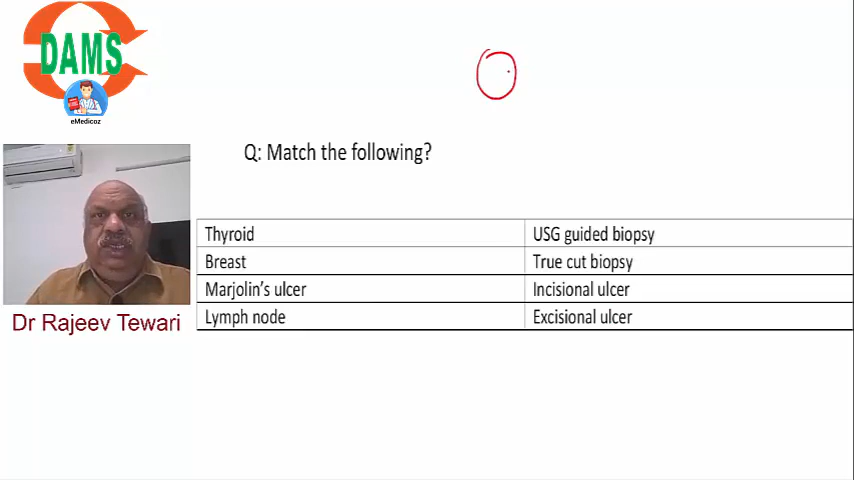 DAMS
eMedicoz
Q: Match the following?
Thyroid USG guided biopsy
Breast True cut biopsy
Marjolin's ulcer Incisional ulcer
Lymph node Excisional ulcer
Dr Rajeev Tewari